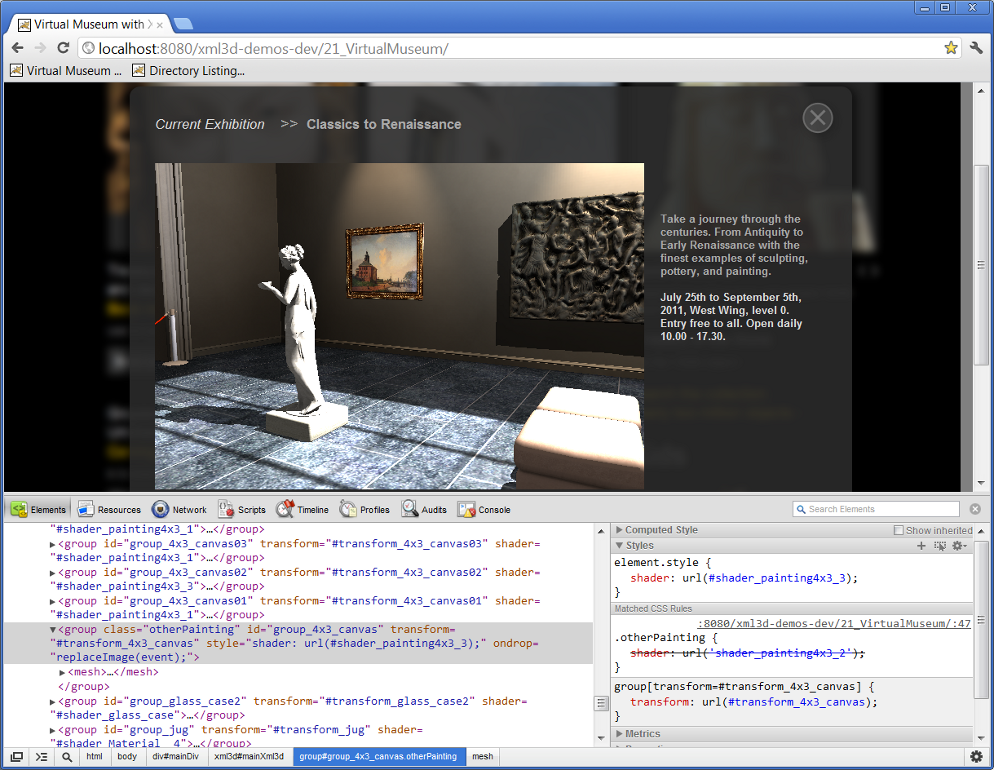 Virtual Museum with
localhost:8080/xml3d-demos-dev/21_VirtualMuseum/
Virtual Museum ... Directory Listing...
Current Exhibition >> Classics to Renaissance
Take a journey through the
centuries. From Antiquity to
Early Renaissance with the
finest examples of sculpting,
pottery, and painting.
July 25th to September 5th,
2011, West Wing, level 0.
Entry free to all. Open daily
10.00 - 17.30.
Elements Resources Network Scripts Timeline Profiles Audits Console Search Elements
"#shader_painting4x3_1">…</group>
<group id="group_4x3_canvas03" transform="#transform_4x3_canvas03" shader=
"#shader_painting4x3_1">…</group>
<group id="group_4x3_canvas02" transform="#transform_4x3_canvas02" shader=
"#shader_painting4x3_3">…</group>
<group id="group_4x3_canvas01" transform="#transform_4x3_canvas01" shader=
"#shader_painting4x3_1">…</group>
<group class="otherPainting" id="group_4x3_canvas" transform=
"#transform_4x3_canvas" style="shader: url(#shader_painting4x3_3);" ondrop=
"replaceImage(event);">
<mesh>…</mesh>
</group>
<group id="group_glass_case2" transform="#transform_glass_case2" shader=
"#shader_glass_case">…</group>
<group id="group_jug" transform="#transform_jug" shader=
"#shader_Material_4">…</group>
Computed Style Show inherited
Styles
element.style {
shader: url(#shader_painting4x3_3);
}
Matched CSS Rules
:8080/xml3d-demos-dev/21_VirtualMuseum/:47
.otherPainting {
shader: url('shader_painting4x3_2');
}
group[transform=#transform_4x3_canvas] {
transform: url(#transform_4x3_canvas);
}
Metrics
html body div#mainDiv xml3d#mainXml3d group#group_4x3_canvas.otherPainting mesh